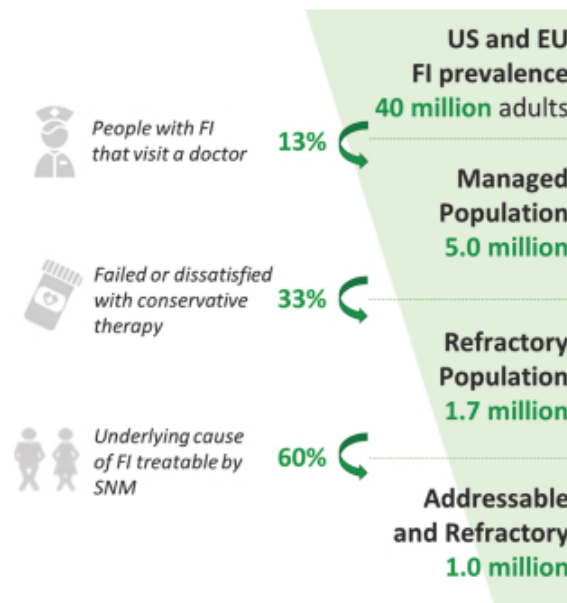 US and EU
FI prevalence
40 million adults
People with FI
that visit a doctor
13%
Managed
Population
5.0 million
Failed or dissatisfied
with conservative
therapy
33%
Refractory
Population
1.7 million
Underlying cause
of FI treatable by
SNM
60%
Addressable
and Refractory
1.0 million